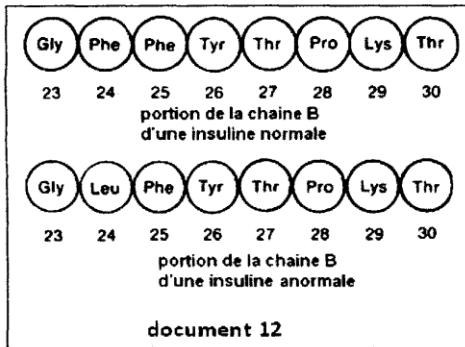 Gly Phe Phe Tyr Thr Pro Lys Thr
23 24 25 26 27 28 29 30
portion de la chaine B
d'une insuline normale
Gly Leu Phe Tyr Thr Pro Lys Thr
23 24 25 26 27 28 29 30
portion de la chaine B
d'une insuline anormale
document 12